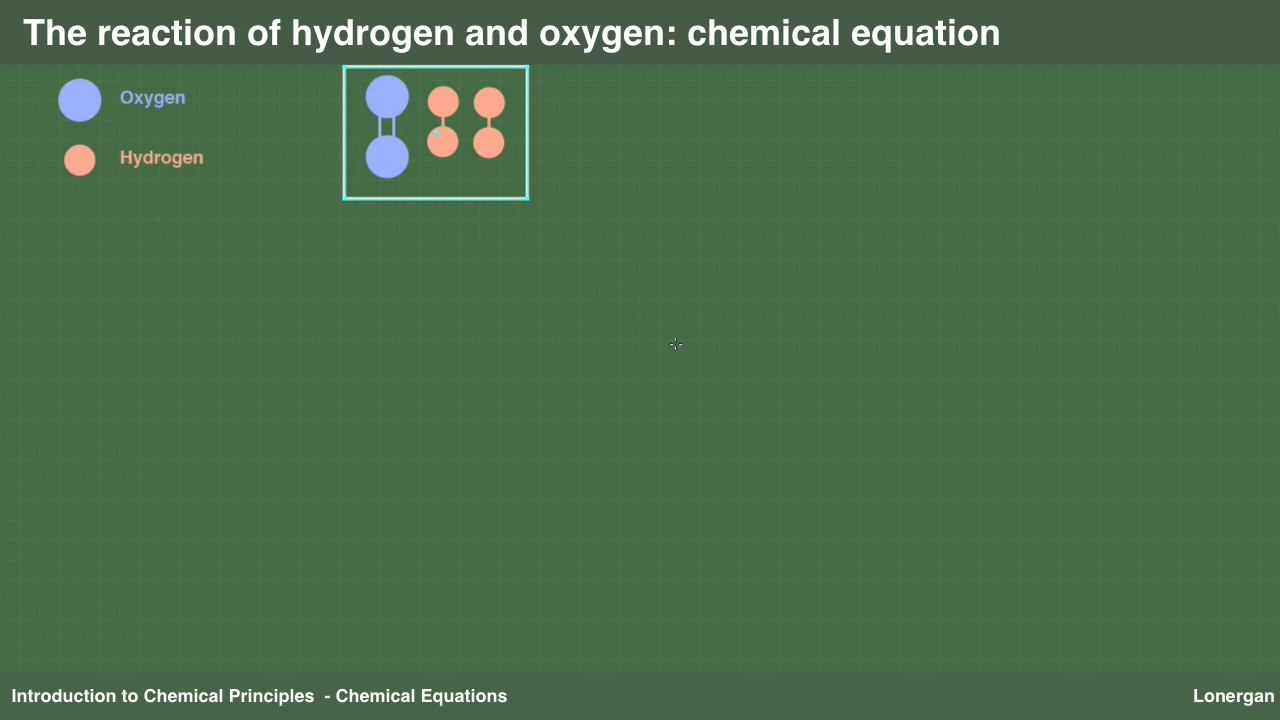 The reaction of hydrogen and oxygen: chemical equation
Oxygen
Hydrogen
Introduction to Chemical Principles  - Chemical Equations
Lonergan